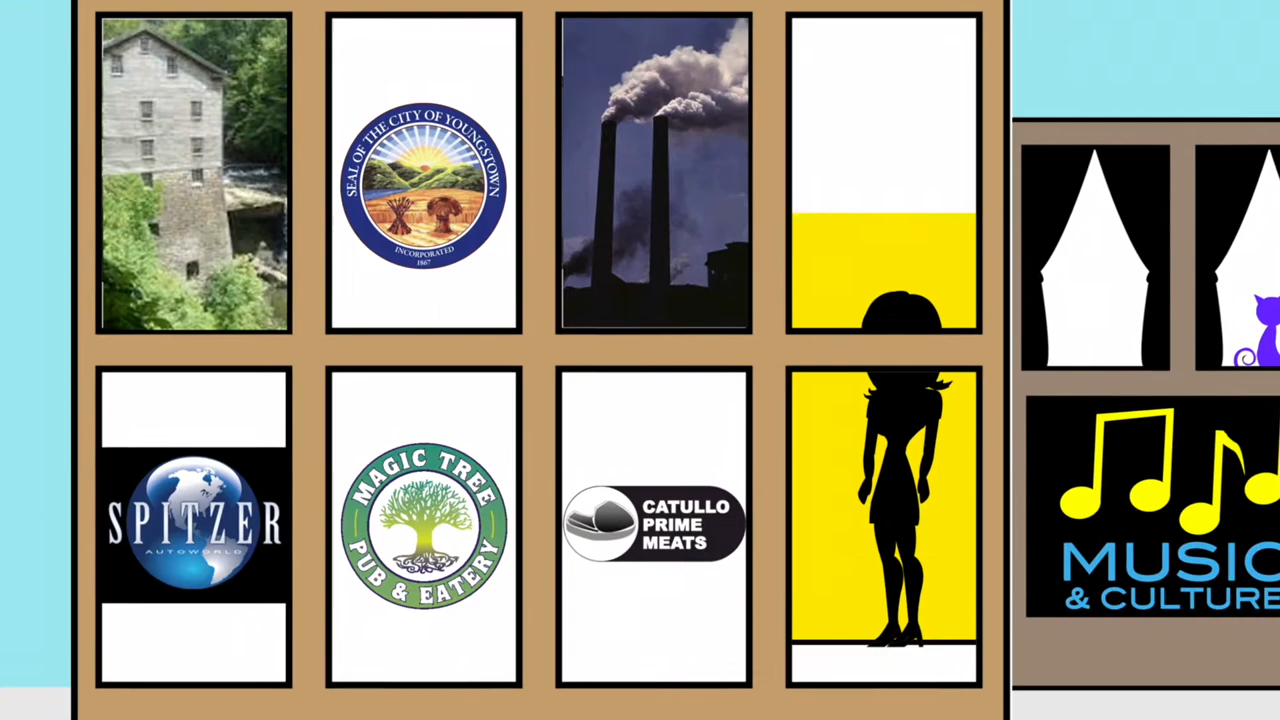 SEAL OF THE CITY OF YOUNGSTOWN
INCORPORATED
1867
SPITZER
AUTOWORLD
MAGIC TREE
PUB & EATERY
CATULLO
PRIME
MEATS
MUSIC
& CULTURE